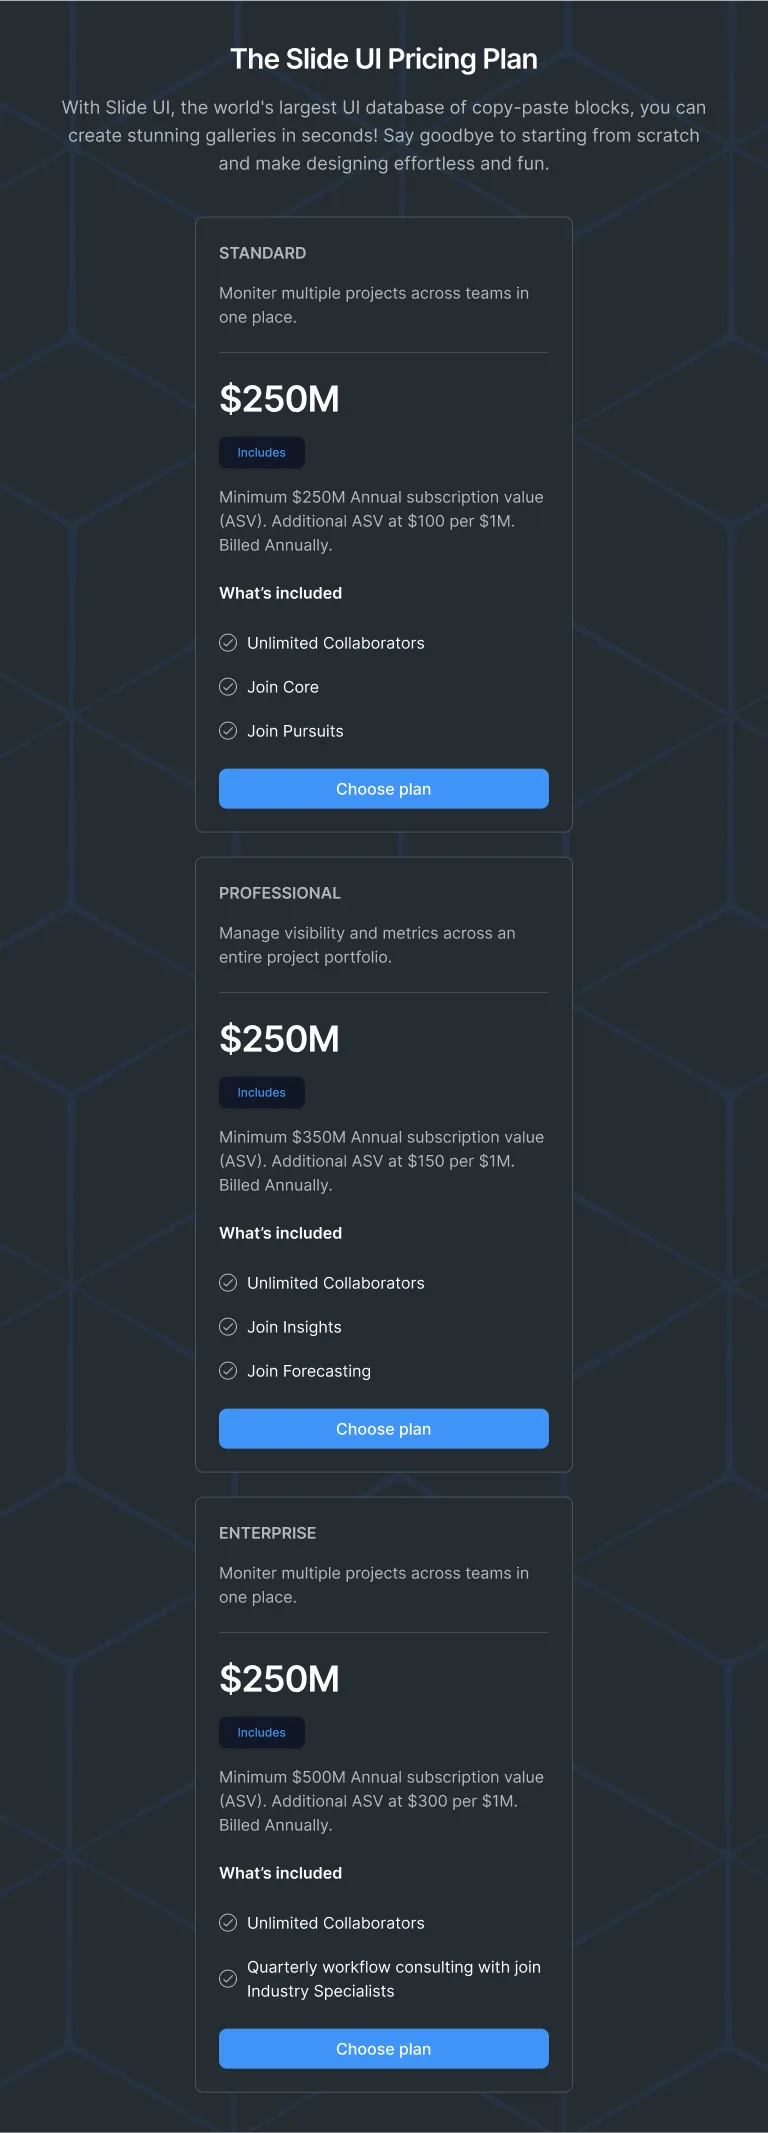 The Slide UI Pricing Plan
With Slide UI, the world's largest UI database of copy-paste blocks, you can
create stunning galleries in seconds! Say goodbye to starting from scratch
and make designing effortless and fun.
STANDARD
Moniter multiple projects across teams in
one place.
$250M
Includes
Minimum $250M Annual subscription value
(ASV). Additional ASV at $100 per $1M.
Billed Annually.
What’s included
Unlimited Collaborators
Join Core
Join Pursuits
Choose plan
PROFESSIONAL
Manage visibility and metrics across an
entire project portfolio.
$250M
Includes
Minimum $350M Annual subscription value
(ASV). Additional ASV at $150 per $1M.
Billed Annually.
What’s included
Unlimited Collaborators
Join Insights
Join Forecasting
Choose plan
ENTERPRISE
Moniter multiple projects across teams in
one place.
$250M
Includes
Minimum $500M Annual subscription value
(ASV). Additional ASV at $300 per $1M.
Billed Annually.
What’s included
Unlimited Collaborators
Quarterly workflow consulting with join
Industry Specialists
Choose plan